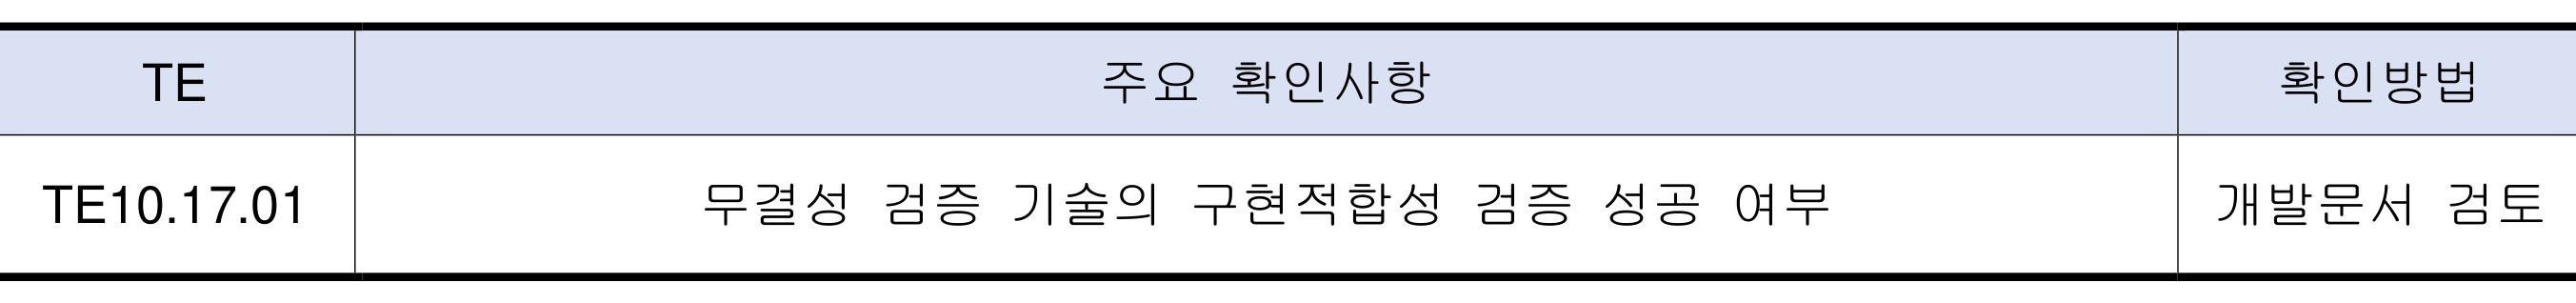 TE 주요 확인사항 확인방법
TE10.17.01 무결성 검증 기술의 구현적합성 검증 성공 여부 개발문서 검토